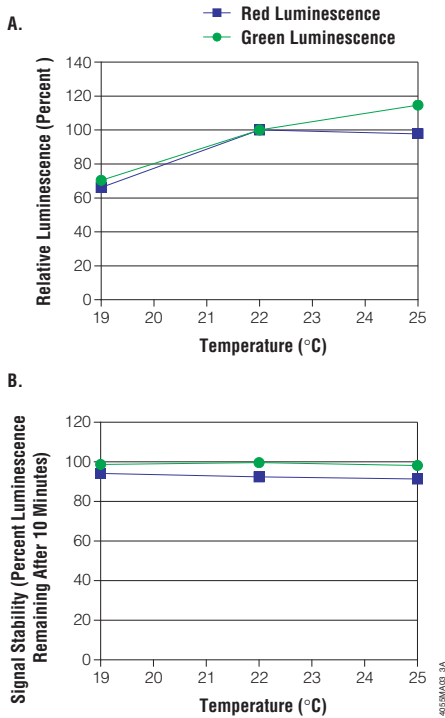 Red Luminescence
Green Luminescence
A.
Relative Luminescence (Percent )
140
120
100
80
60
40
20
0
19 20 21 22 23 24 25
Temperature (°C)
B.
Signal Stability (Percent Luminescence
Remaining After 10 Minutes)
120
100
80
60
40
20
0
19 20 21 22 23 24 25
Temperature (°C)
4055MA03_3A